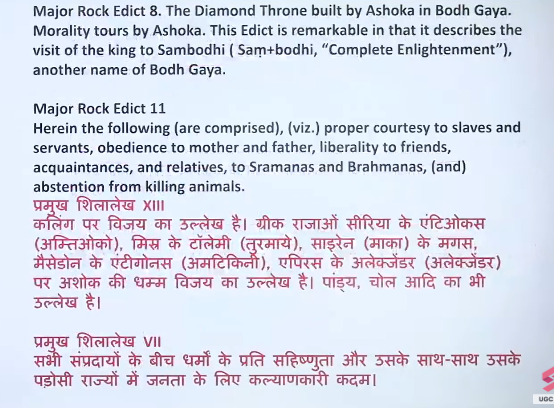 Major Rock Edict 8. The Diamond Throne built by Ashoka in Bodh Gaya.
Morality tours by Ashoka. This Edict is remarkable in that it describes the
visit of the king to Sambodhi ( Saṃ+bodhi, “Complete Enlightenment”),
another name of Bodh Gaya.
Major Rock Edict 11
Herein the following (are comprised), (viz.) proper courtesy to slaves and
servants, obedience to mother and father, liberality to friends,
acquaintances, and relatives, to Sramanas and Brahmanas, (and)
abstention from killing animals.
प्रमुख शिलालेख XIII
कलिंग पर विजय का उल्लेख है। ग्रीक राजाओं सीरिया के एंटिओकस
(अम्तिओको), मिस्र के टॉलेमी (तुरमाये), साइरेन (माका) के मगस,
मैसेडोन के एंटीगोनस (अमटिकिनी), एपिरस के अलेक्जेंडर (अलेक्जेंडर)
पर अशोक की धम्म विजय का उल्लेख है। पांड्य, चोल आदि का भी
उल्लेख है।
प्रमुख शिलालेख VII
सभी संप्रदायों के बीच धर्मों के प्रति सहिष्णुता और उसके साथ-साथ उसके
पड़ोसी राज्यों में जनता के लिए कल्याणकारी कदम।
UGC